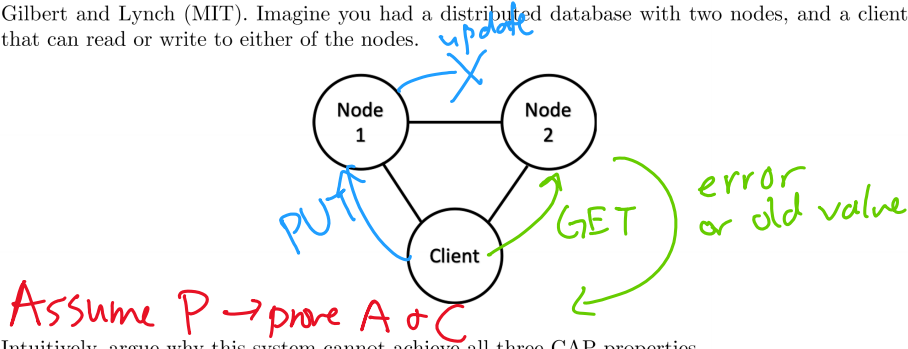 Gilbert and Lynch (MIT). Imagine you had a distributed database with two nodes, and a client
that can read or write to either of the nodes.
update
Node
1
Node
2
PUT
GET
error
or old value
Client
Assume P → prove A or C
Intuitively, argue why this system cannot achieve all three CAP properties.